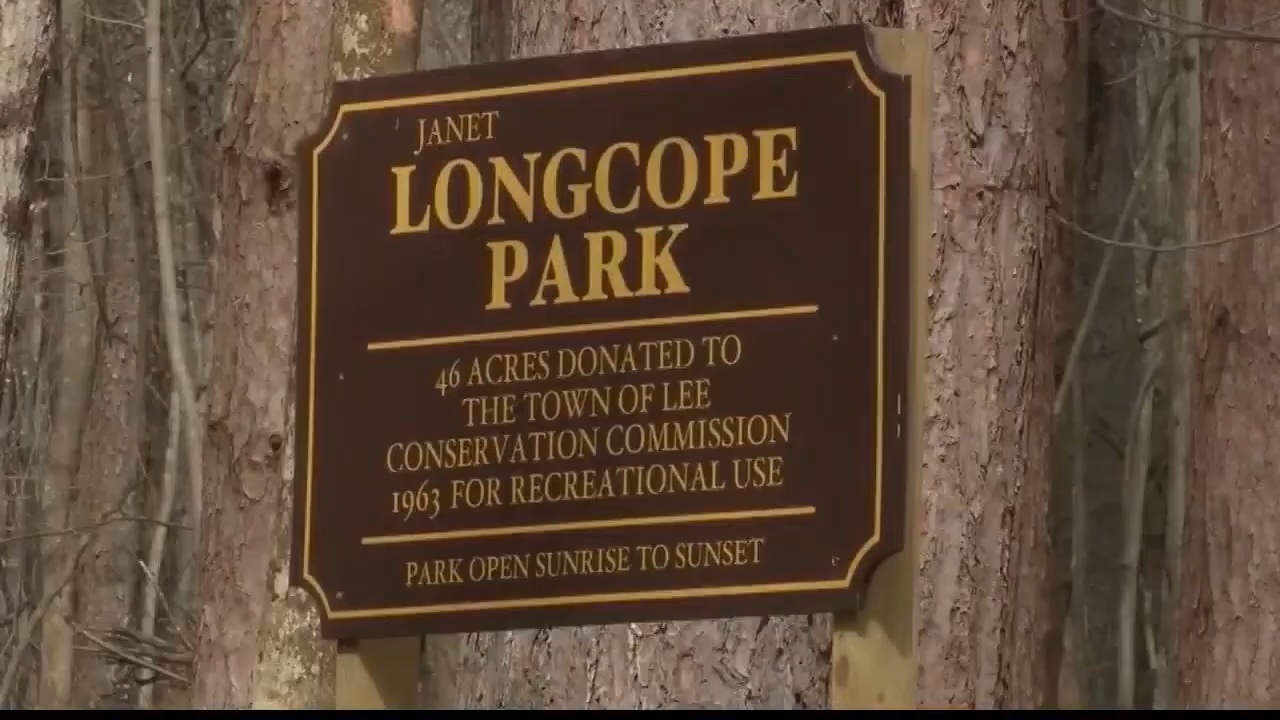 JANET
LONGCOPE
PARK
46 ACRES DONATED TO
THE TOWN OF LEE
CONSERVATION COMMISSION
1963 FOR RECREATIONAL USE
PARK OPEN SUNRISE TO SUNSET